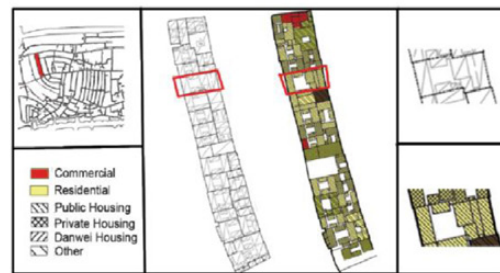 Commercial
Residential
Public Housing
Private Housing
Danwei Housing
Other